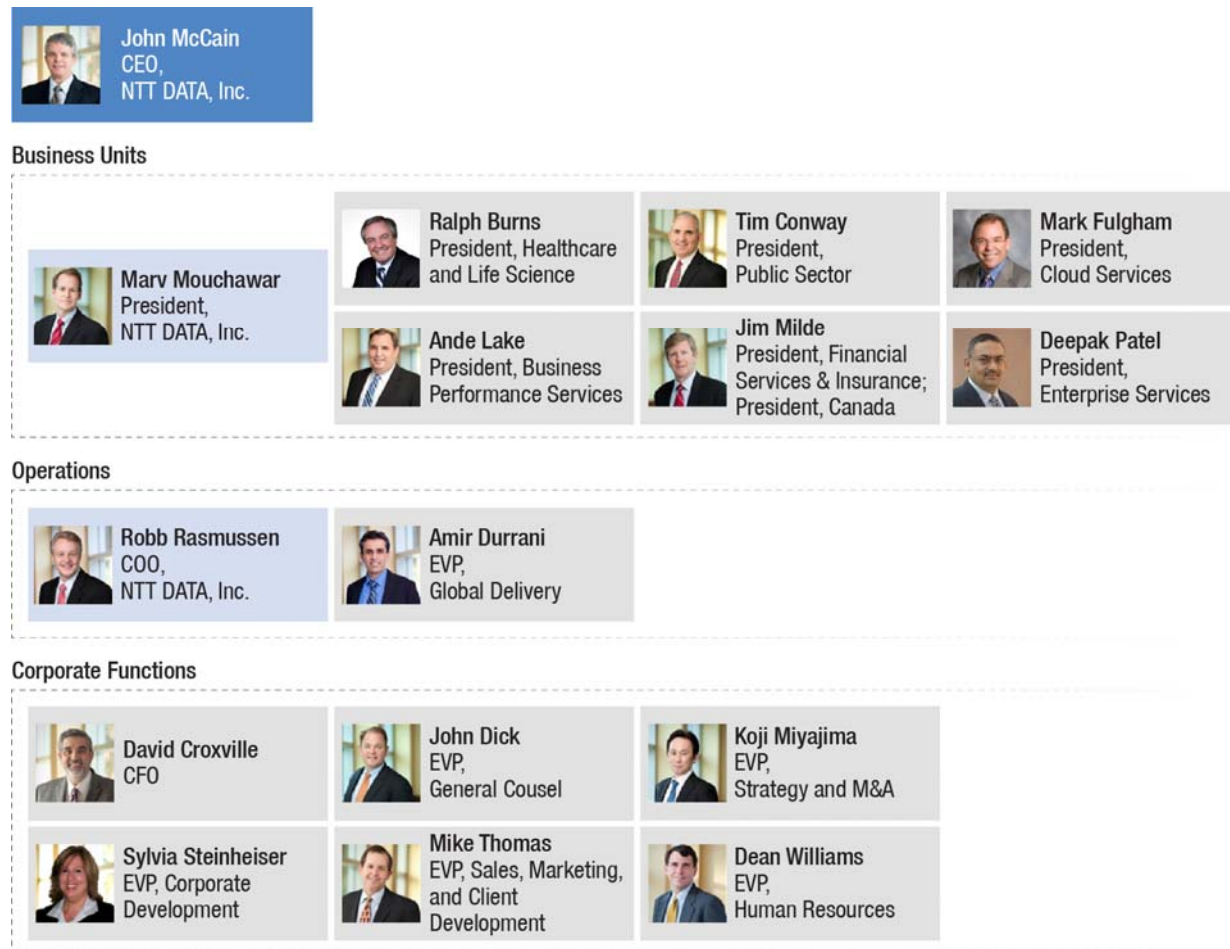 John McCain
CEO,
NTT DATA, Inc.
Business Units
Marv Mouchawar
President,
NTT DATA, Inc.
Ralph Burns
President, Healthcare
and Life Science
Tim Conway
President,
Public Sector
Mark Fulgham
President,
Cloud Services
Ande Lake
President, Business
Performance Services
Jim Milde
President, Financial
Services & Insurance;
President, Canada
Deepak Patel
President,
Enterprise Services
Operations
Robb Rasmussen
COO,
NTT DATA, Inc.
Amir Durrani
EVP,
Global Delivery
Corporate Functions
David Croxville
CFO
John Dick
EVP,
General Cousel
Koji Miyajima
EVP,
Strategy and M&A
Sylvia Steinheiser
EVP, Corporate
Development
Mike Thomas
EVP, Sales, Marketing,
and Client
Development
Dean Williams
EVP,
Human Resources